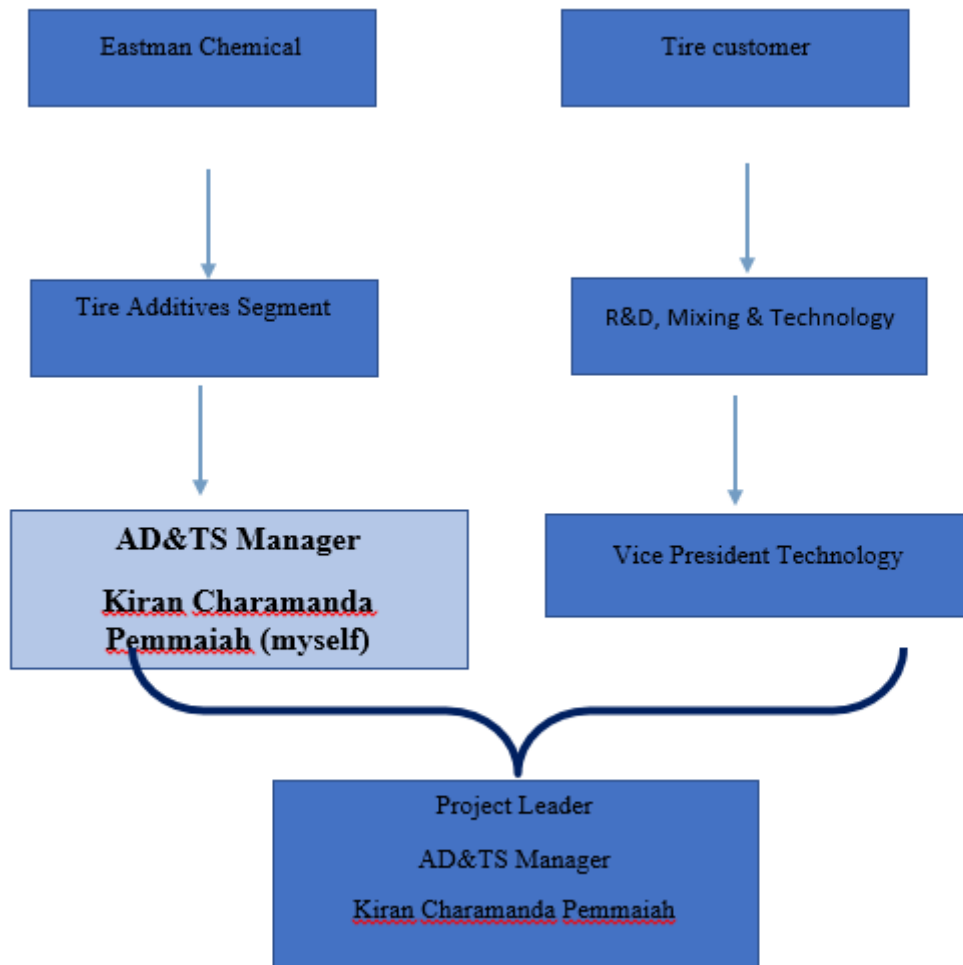 Eastman Chemical
Tire customer
Tire Additives Segment
R&D, Mixing & Technology
AD&TS Manager
Kiran Charamanda
Pemmaiah (myself)
Vice President Technology
Project Leader
AD&TS Manager
Kiran Charamanda Pemmaiah